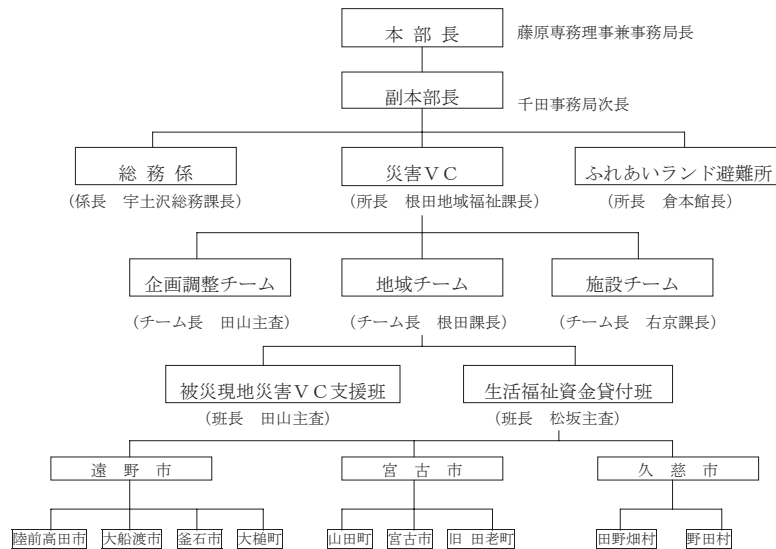 本 部 長 藤原専務理事兼事務局長
副本部長 千田事務局次長
総 務 係 災害VC ふれあいランド避難所
(係長 宇土沢総務課長) (所長 根田地域福祉課長) (所長 倉本館長)
企画調整チーム 地域チーム 施設チーム
(チーム長 田山主査) (チーム長 根田課長) (チーム長 右京課長)
被災現地災害VC支援班 生活福祉資金貸付班
(班長 田山主査) (班長 松坂主査)
遠 野 市 宮 古 市 久 慈 市
陸前高田市 大船渡市 釜石市 大槌町 山田町 宮古市 旧 田老町 田野畑村 野田村